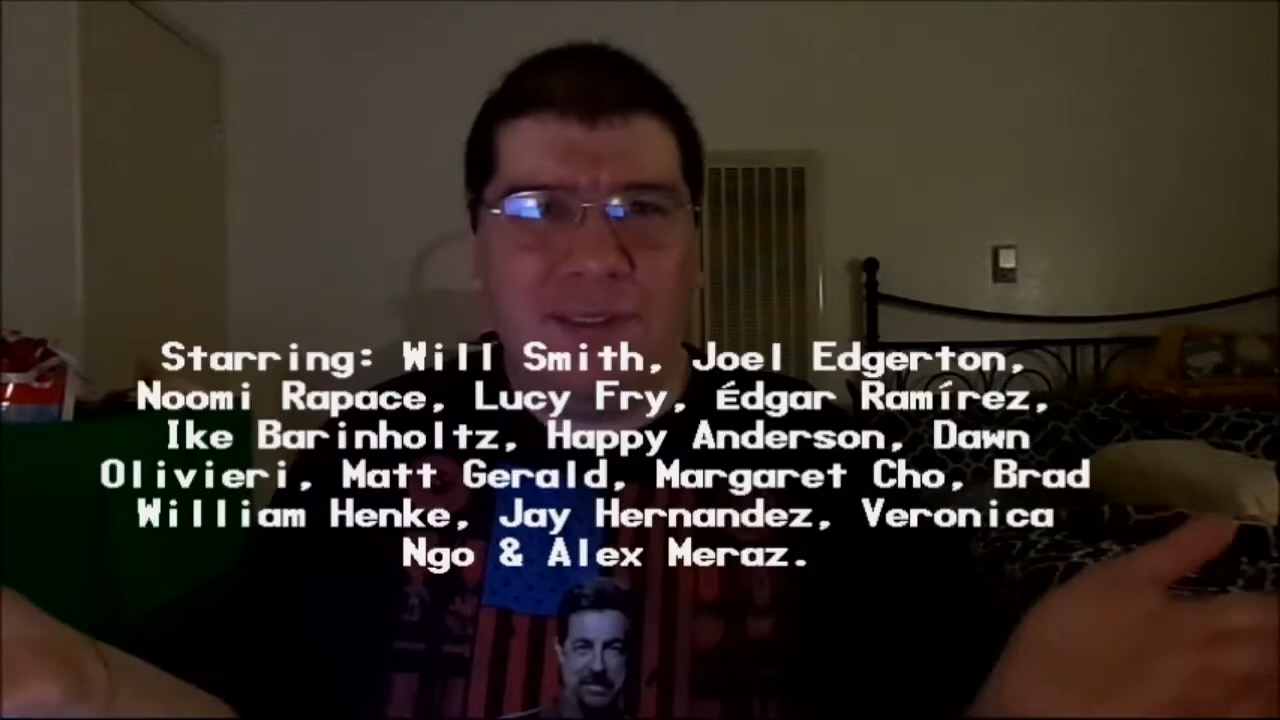 Starring: Will Smith, Joel Edgerton,
Noomi Rapace, Lucy Fry, Édgar Ramírez,
Ike Barinholtz, Happy Anderson, Dawn
Olivieri, Matt Gerald, Margaret Cho, Brad
William Henke, Jay Hernandez, Veronica
Ngo & Alex Meraz.